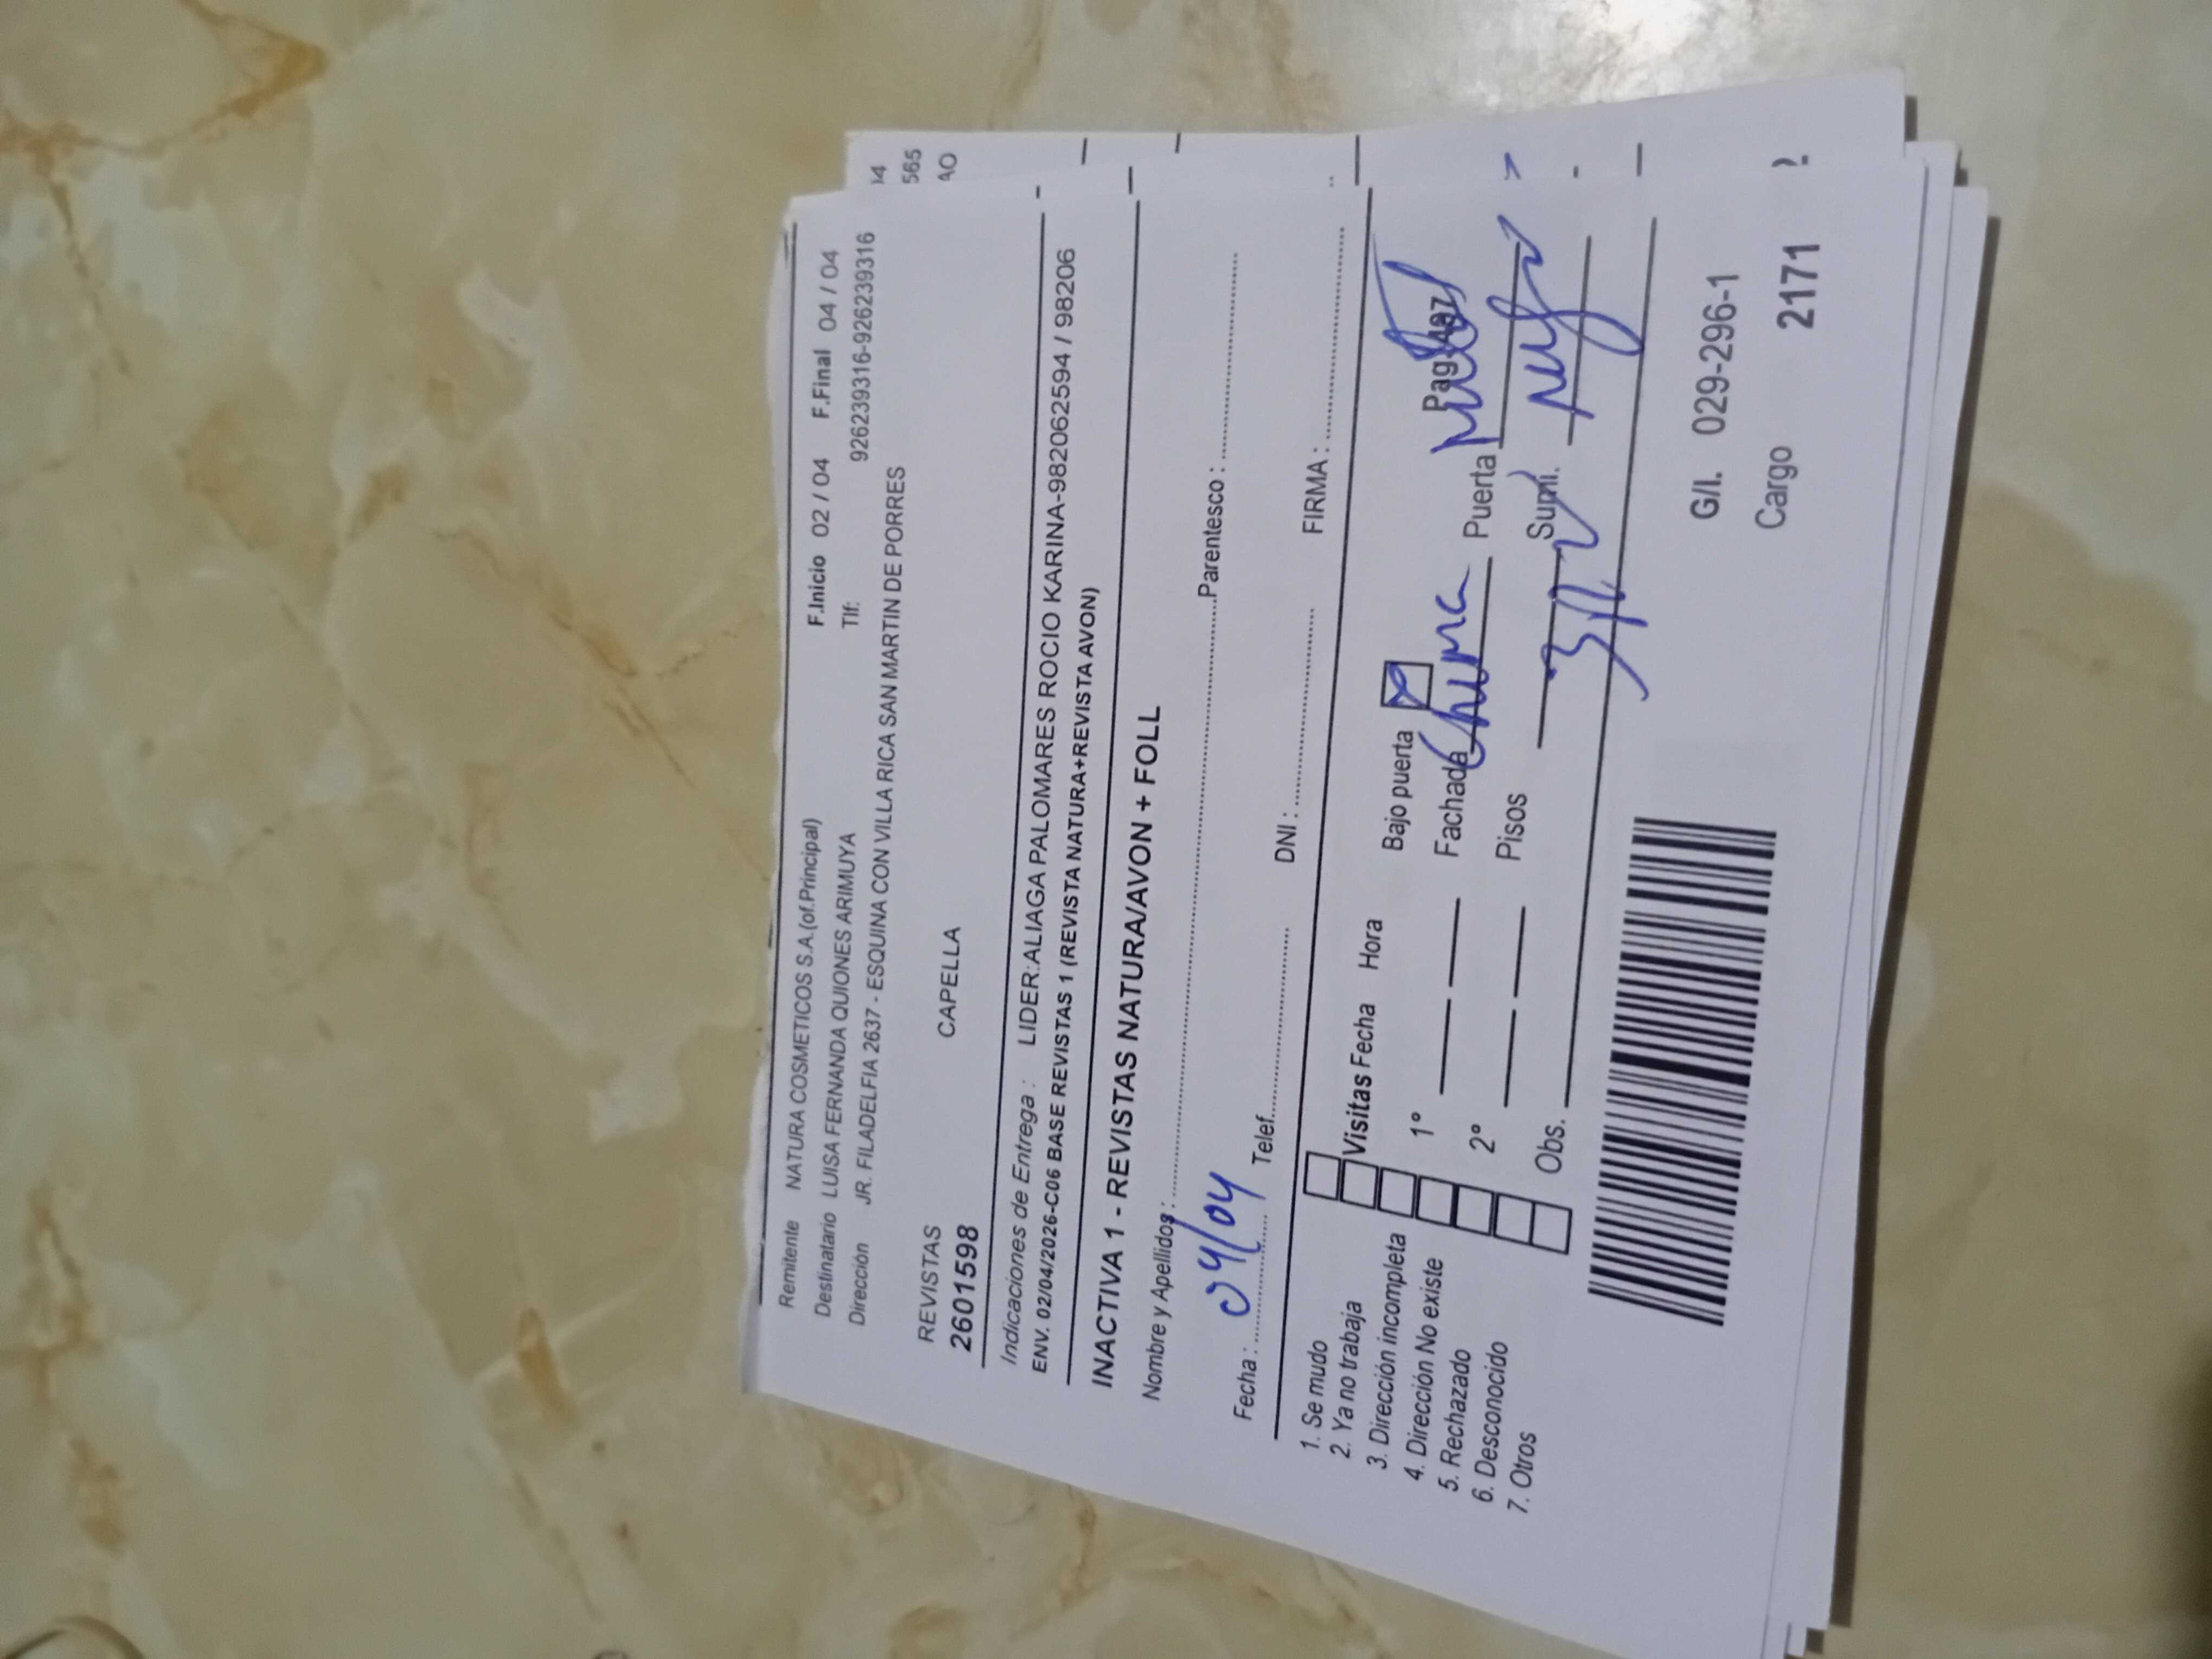 Remitente NATURA COSMETICOS S.A.(of.Principal)
Destinatario LUISA FERNANDA QUIONES ARIMUYA
F.Inicio 02 / 04 F.Final 04 / 04
Tlf: 926239316-926239316
Dirección JR. FILADELFIA 2637 - ESQUINA CON VILLA RICA SAN MARTIN DE PORRES
REVISTAS CAPELLA
2601598
Indicaciones de Entrega : LIDER:ALIAGA PALOMARES ROCIO KARINA-982062594 / 98206
ENV. 02/04/2026-C06 BASE REVISTAS 1 (REVISTA NATURA+REVISTA AVON)
INACTIVA 1 - REVISTAS NATURA/AVON + FOLL
Nombre y Apellidos : Parentesco :
Fecha : 04/04 Telef. DNI : FIRMA :
1. Se mudo
2. Ya no trabaja
3. Dirección incompleta
4. Dirección No existe
5. Rechazado
6. Desconocido
7. Otros
Visitas Fecha Hora Bajo puerta
1º Fachada Puerta
2º Pisos Sumi.
Obs.
G/I. 029-296-1
Cargo 2171
14
565
AO